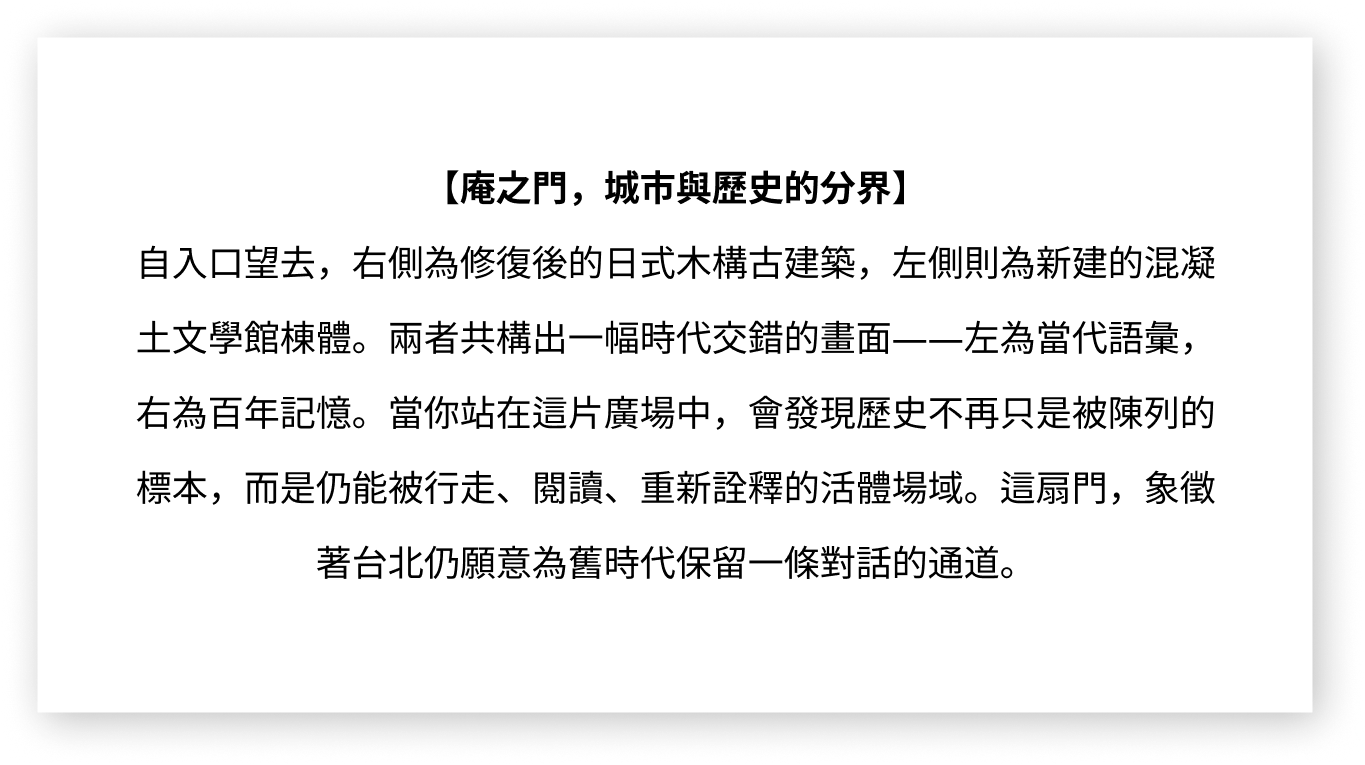 【庵之門，城市與歷史的分界】
自入口望去，右側為修復後的日式木構古建築，左側則為新建的混凝
土文學館棟體。兩者共構出一幅時代交錯的畫面——左為當代語彙，
右為百年記憶。當你站在這片廣場中，會發現歷史不再只是被陳列的
標本，而是仍能被行走、閱讀、重新詮釋的活體場域。這扇門，象徵
著台北仍願意為舊時代保留一條對話的通道。